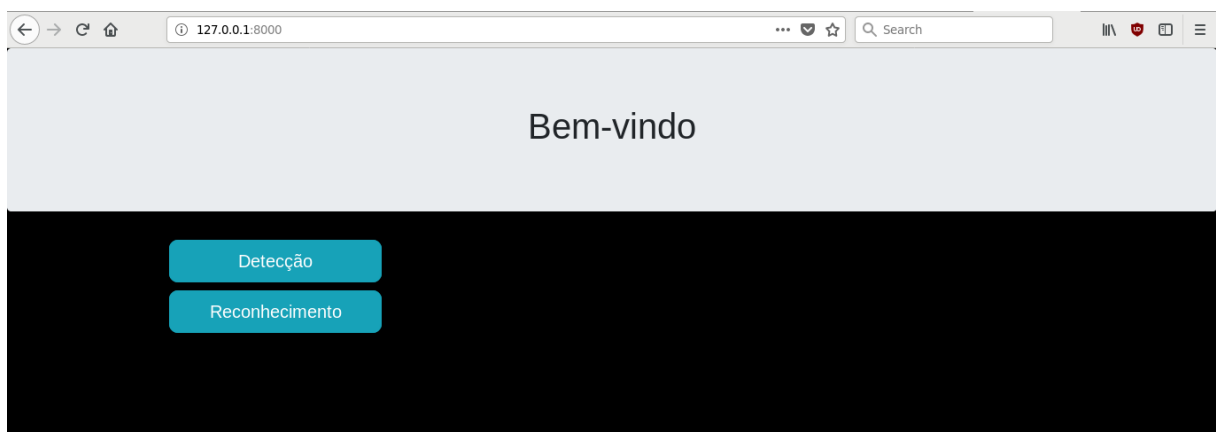 127.0.0.1:8000
Search
Bem-vindo
Detecção
Reconhecimento